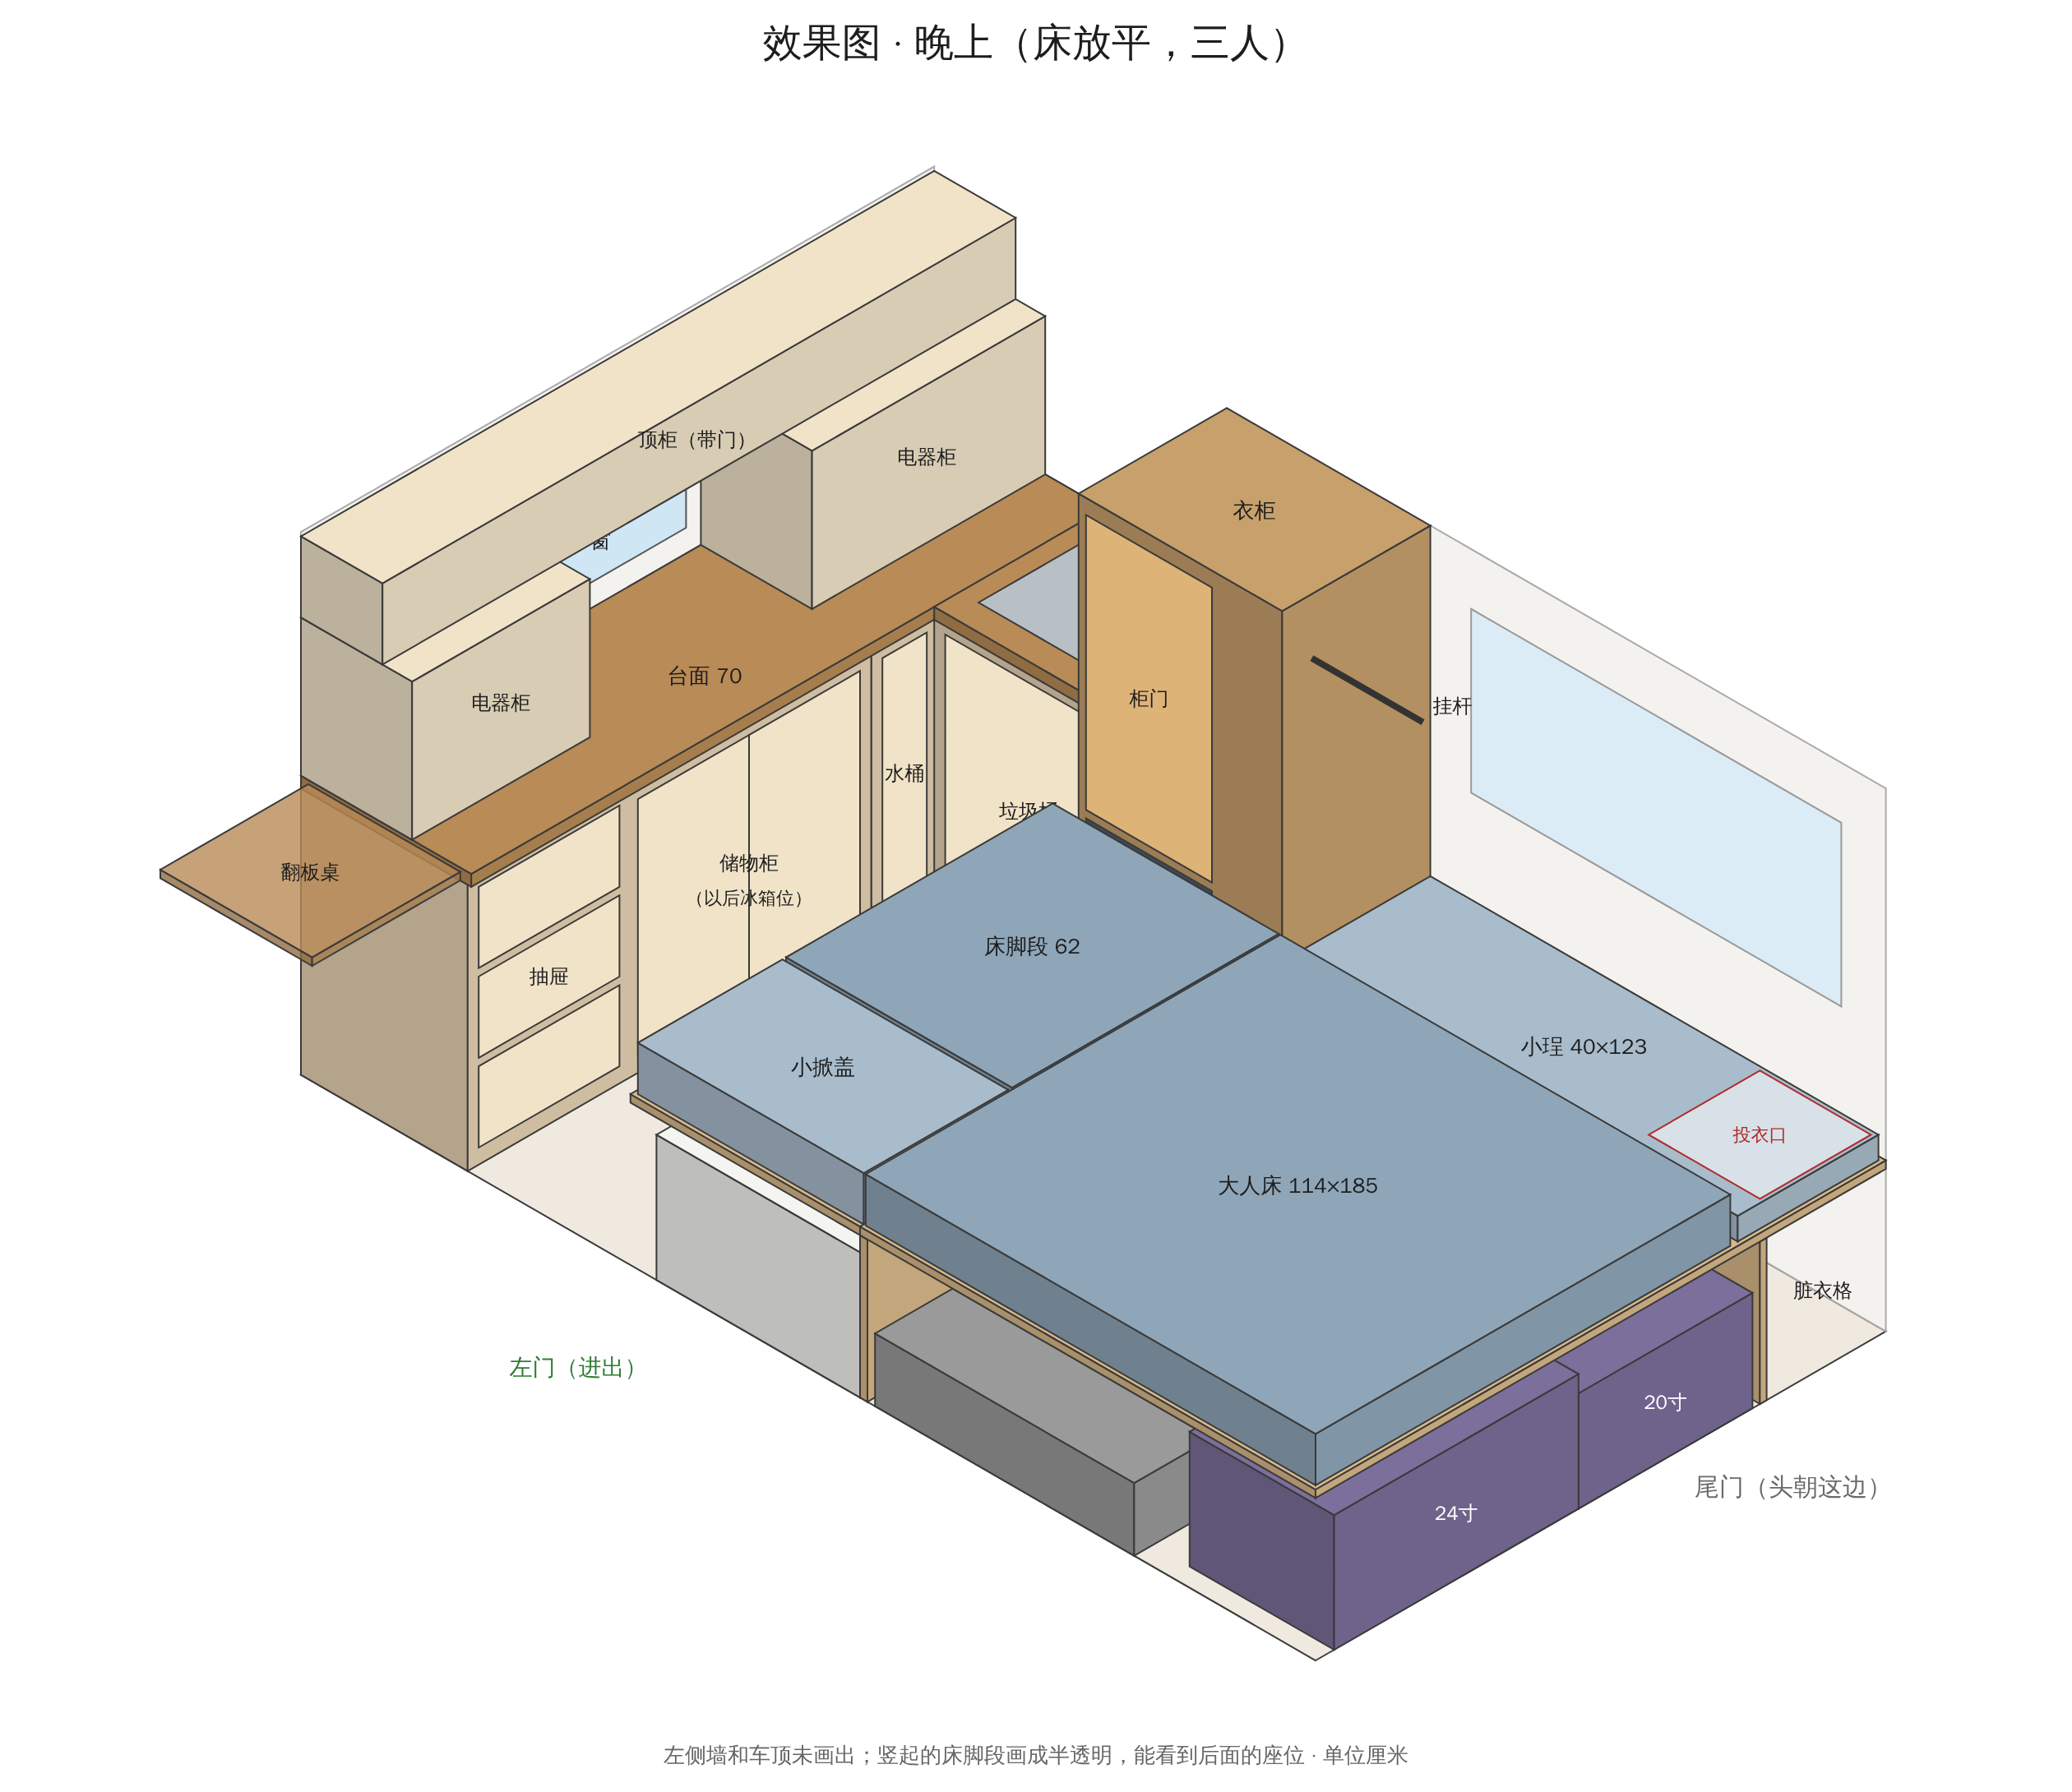 效果图 · 晚上（床放平，三人）
顶柜（带门）
电器柜
衣柜
窗
台面 70
电器柜
柜门
挂杆
水桶
垃圾桶
翻板桌
储物柜
（以后冰箱位）
抽屉
床脚段 62
小掀盖
小珵 40×123
投衣口
大人床 114×185
脏衣格
左门（进出）
20寸
尾门（头朝这边）
24寸
左侧墙和车顶未画出；竖起的床脚段画成半透明，能看到后面的座位 · 单位厘米